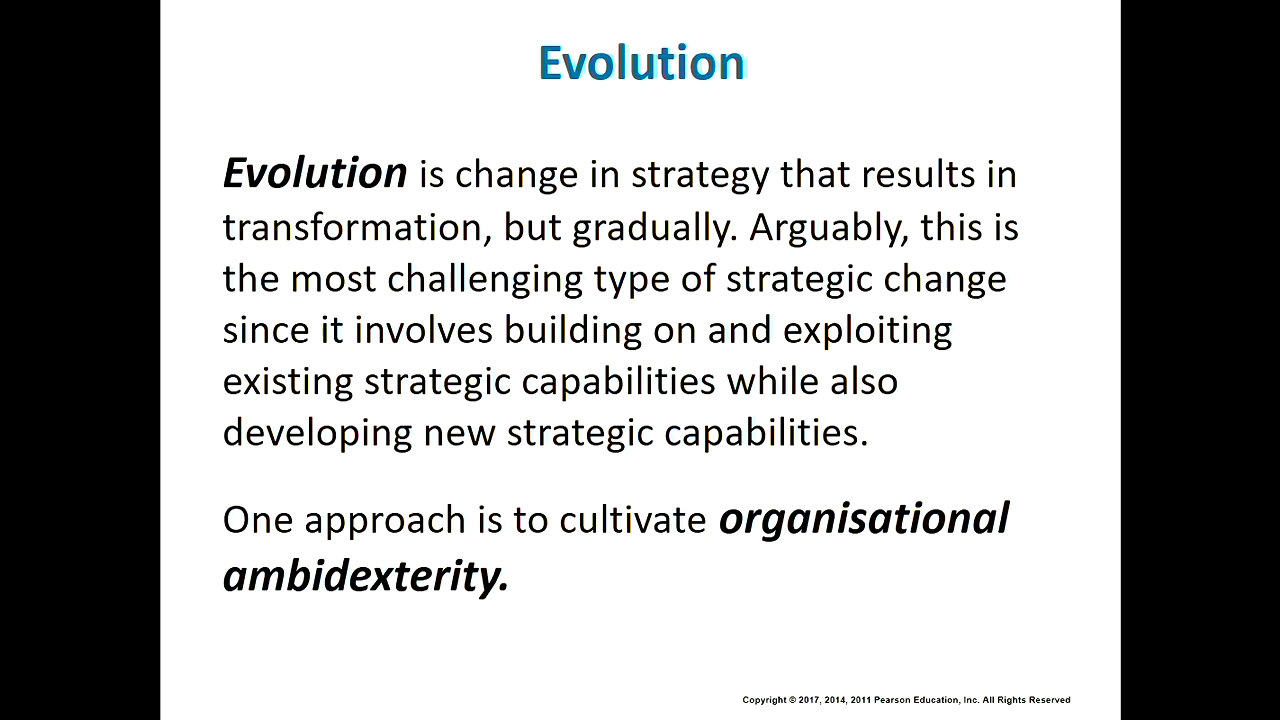 Evolution
Evolution is change in strategy that results in
transformation, but gradually. Arguably, this is
the most challenging type of strategic change
since it involves building on and exploiting
existing strategic capabilities while also
developing new strategic capabilities.
One approach is to cultivate organisational
ambidexterity.
Copyright © 2017, 2014, 2011 Pearson Education, Inc. All Rights Reserved